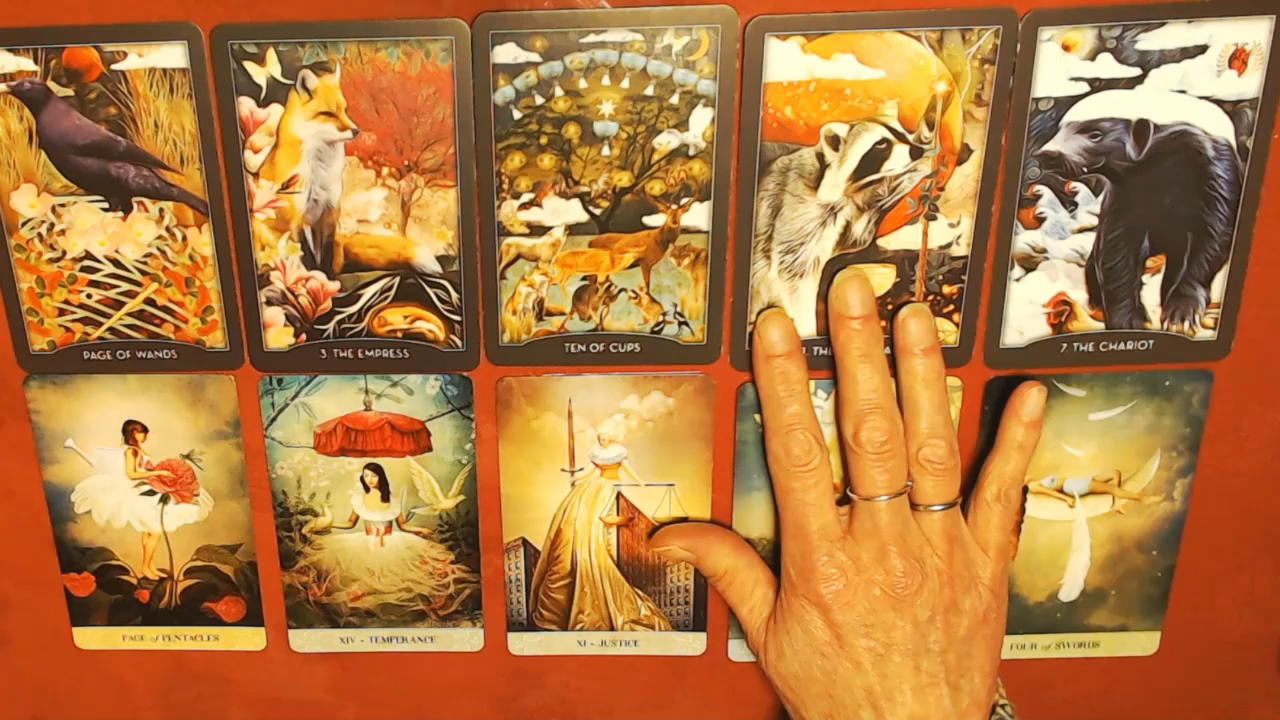 PAGE OF WANDS
3. THE EMPRESS
TEN OF CUPS
7. THE CHARIOT
PAGE of PENTACLES
XIV - TEMPERANCE
XI - JUSTICE
FOUR of SWORDS